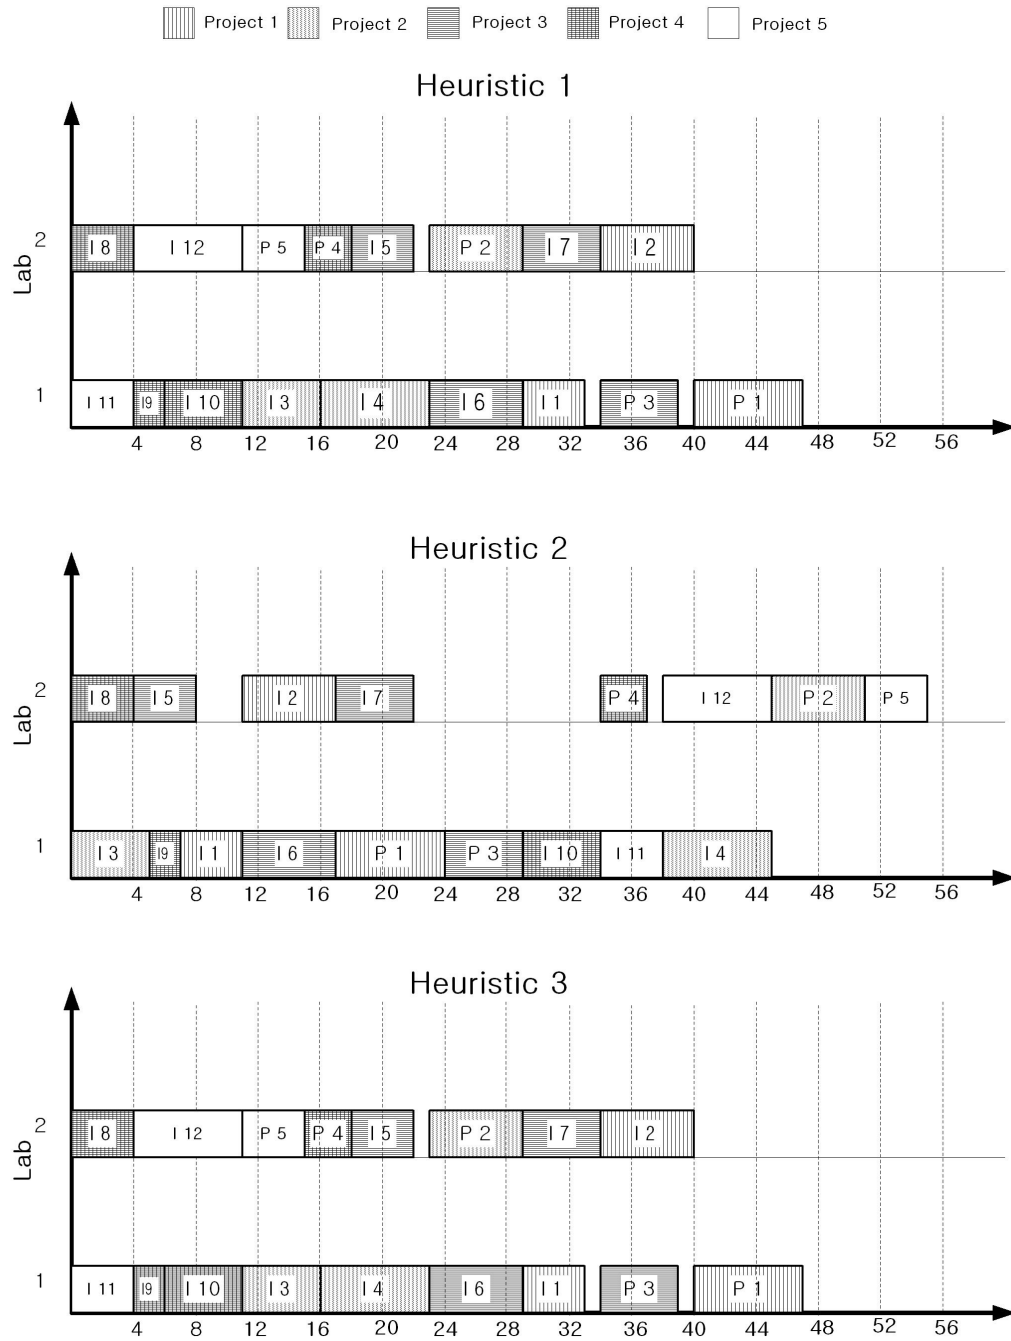 Project 1 Project 2 Project 3 Project 4 Project 5
Heuristic 1
Lab
2
I 8 I 12 P 5 P 4 I 5 P 2 I 7 I 2
1
I 11 I9 I 10 I 3 I 4 I 6 I 1 P 3 P 1
4 8 12 16 20 24 28 32 36 40 44 48 52 56
Heuristic 2
Lab
2
I 8 I 5 I 2 I 7 P 4 I 12 P 2 P 5
1
I 3 I9 I 1 I 6 P 1 P 3 I 10 I 11 I 4
4 8 12 16 20 24 28 32 36 40 44 48 52 56
Heuristic 3
Lab
2
I 8 I 12 P 5 P 4 I 5 P 2 I 7 I 2
1
I 11 I9 I 10 I 3 I 4 I 6 I 1 P 3 P 1
4 8 12 16 20 24 28 32 36 40 44 48 52 56